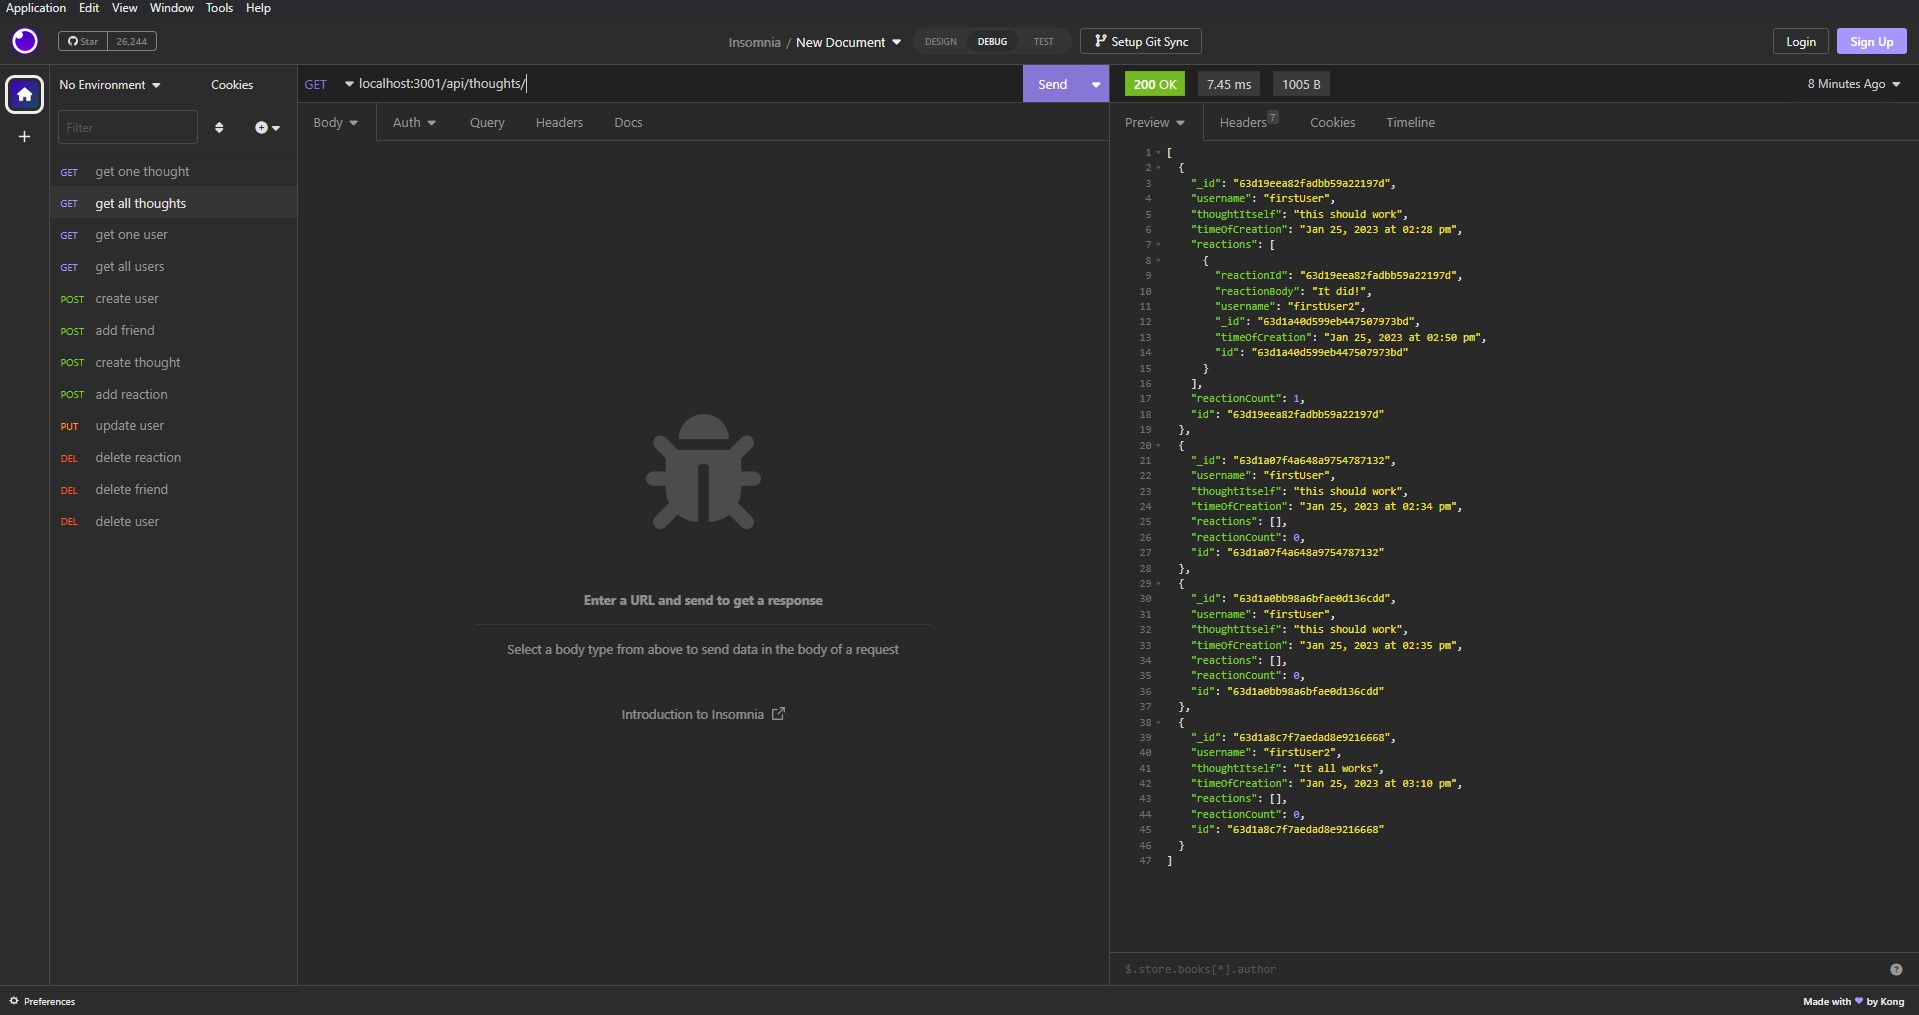 Application Edit View Window Tools Help
Star 26,244
Insomnia / New Document
DESIGN DEBUG TEST
Setup Git Sync
Login Sign Up
No Environment Cookies
Filter
GET get one thought
GET get all thoughts
GET get one user
GET get all users
POST create user
POST add friend
POST create thought
POST add reaction
PUT update user
DEL delete reaction
DEL delete friend
DEL delete user
GET localhost:3001/api/thoughts/ Send
Body Auth Query Headers Docs
Enter a URL and send to get a response
Select a body type from above to send data in the body of a request
Introduction to Insomnia
200 OK 7.45 ms 1005 B 8 Minutes Ago
Preview Headers 7 Cookies Timeline
1 [
2 {
3 "_id": "63d19eea82fadbb59a22197d",
4 "username": "firstUser",
5 "thoughtItself": "this should work",
6 "timeOfCreation": "Jan 25, 2023 at 02:28 pm",
7 "reactions": [
8 {
9 "reactionId": "63d19eea82fadbb59a22197d",
10 "reactionBody": "It did!",
11 "username": "firstUser2",
12 "_id": "63d1a40d599eb447507973bd",
13 "timeOfCreation": "Jan 25, 2023 at 02:50 pm",
14 "id": "63d1a40d599eb447507973bd"
15 }
16 ],
17 "reactionCount": 1,
18 "id": "63d19eea82fadbb59a22197d"
19 },
20 {
21 "_id": "63d1a07f4a648a9754787132",
22 "username": "firstUser",
23 "thoughtItself": "this should work",
24 "timeOfCreation": "Jan 25, 2023 at 02:34 pm",
25 "reactions": [],
26 "reactionCount": 0,
27 "id": "63d1a07f4a648a9754787132"
28 },
29 {
30 "_id": "63d1a0bb98a6bfae0d136cdd",
31 "username": "firstUser",
32 "thoughtItself": "this should work",
33 "timeOfCreation": "Jan 25, 2023 at 02:35 pm",
34 "reactions": [],
35 "reactionCount": 0,
36 "id": "63d1a0bb98a6bfae0d136cdd"
37 },
38 {
39 "_id": "63d1a8c7f7aedad8e9216668",
40 "username": "firstUser2",
41 "thoughtItself": "It all works",
42 "timeOfCreation": "Jan 25, 2023 at 03:10 pm",
43 "reactions": [],
44 "reactionCount": 0,
45 "id": "63d1a8c7f7aedad8e9216668"
46 }
47 ]
$.store.books[*].author
Preferences
Made with ♥ by Kong